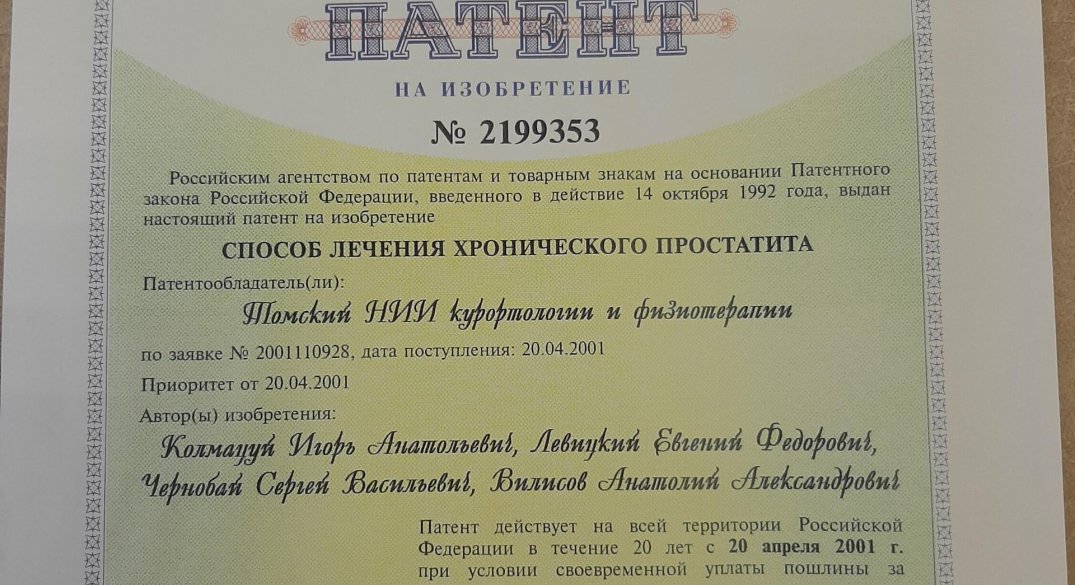 ПАТЕНТ
НА ИЗОБРЕТЕНИЕ
№ 2199353
Российским агентством по патентам и товарным знакам на основании Патентного
закона Российской Федерации, введенного в действие 14 октября 1992 года, выдан
настоящий патент на изобретение
СПОСОБ ЛЕЧЕНИЯ ХРОНИЧЕСКОГО ПРОСТАТИТА
Патентообладатель(ли):
Томский НИИ курортологии и физиотерапии
по заявке № 2001110928, дата поступления: 20.04.2001
Приоритет от 20.04.2001
Автор(ы) изобретения:
Колмацуй Игорь Анатольевич, Левицкий Евгений Федорович,
Чернобай Сергей Васильевич, Вилисов Анатолий Александрович
Патент действует на всей территории Российской
Федерации в течение 20 лет с 20 апреля 2001 г.
при условии своевременной уплаты пошлины за